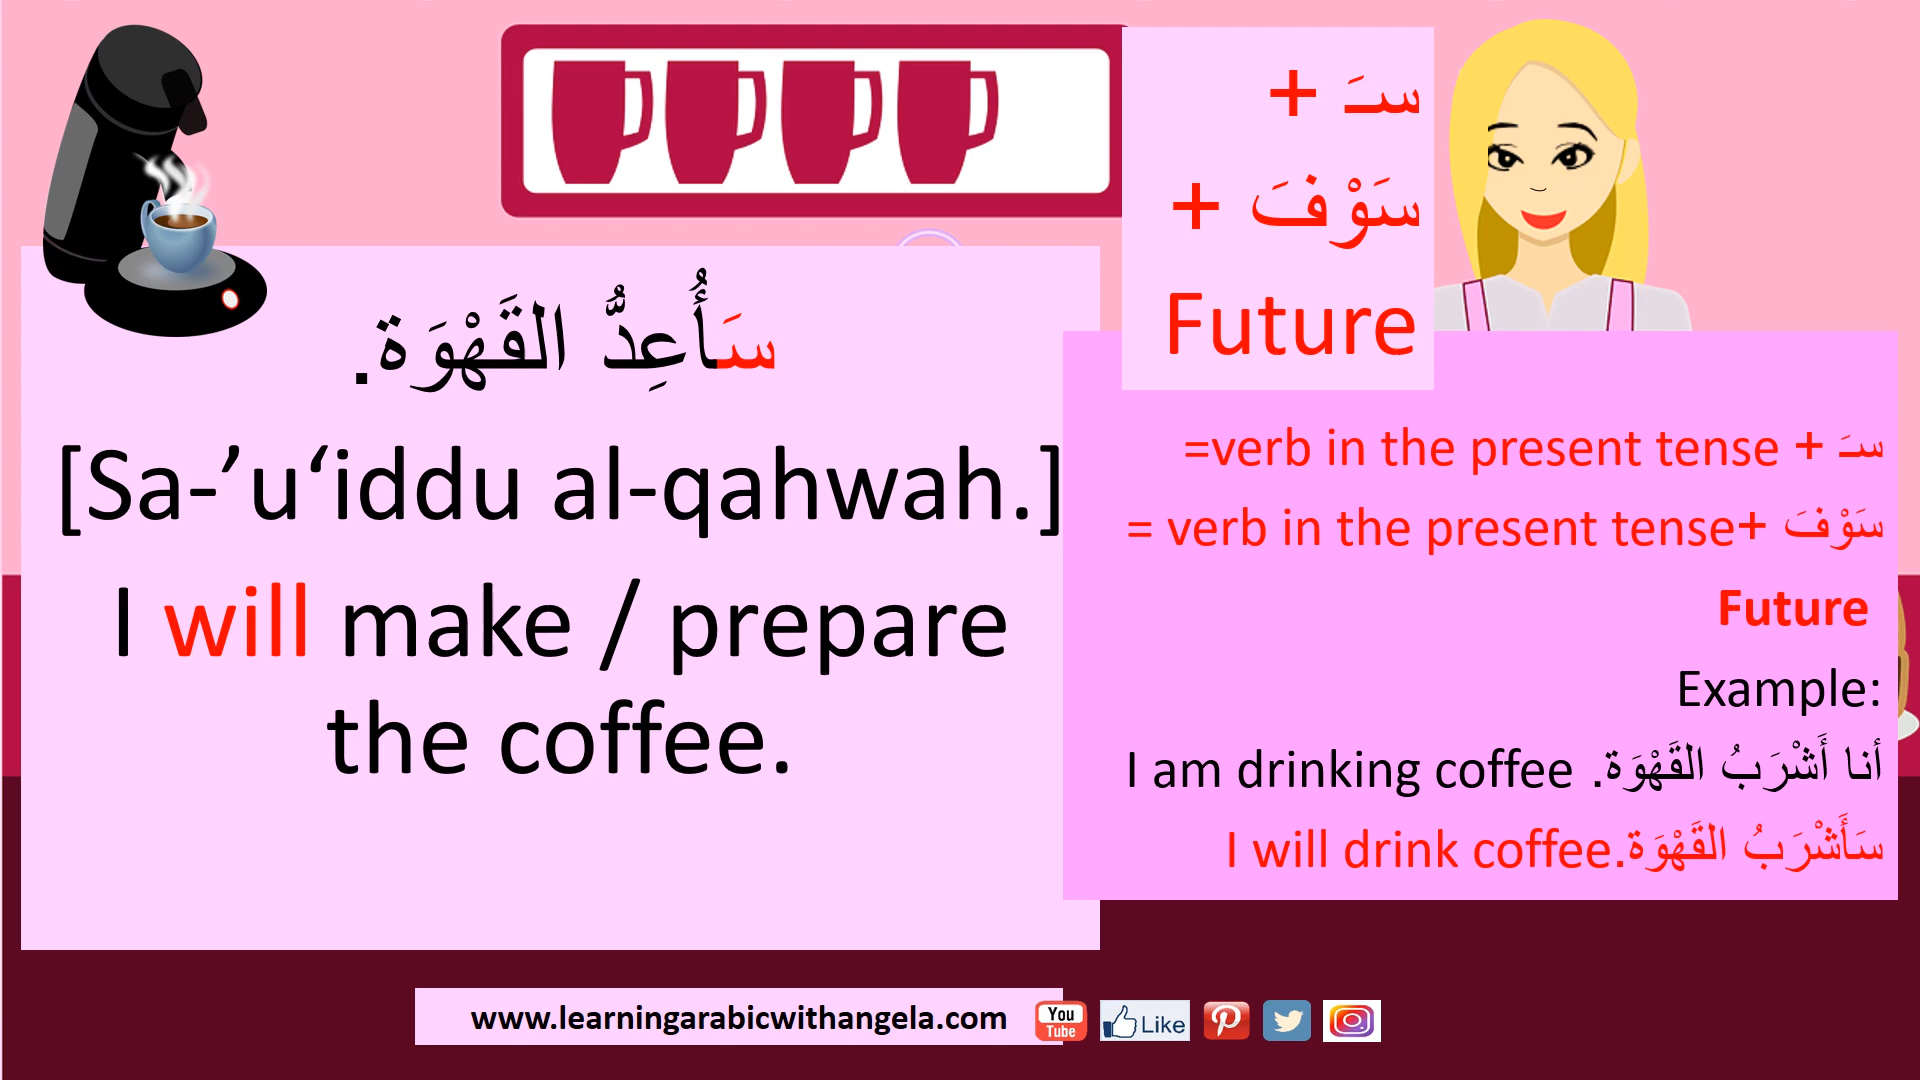 سَأُعِدُّ القَهْوَة.
[Sa-’u‘iddu al-qahwah.]
I will make / prepare
the coffee.
سـَ +
سَوْفَ +
Future
سـَ + verb in the present tense=
سَوْفَ +verb in the present tense =
Future
Example:
أنا أَشْرَبُ القَهْوَة. I am drinking coffee
سَأَشْرَبُ القَهْوَة.I will drink coffee
www.learningarabicwithangela.com
You
Tube
Like